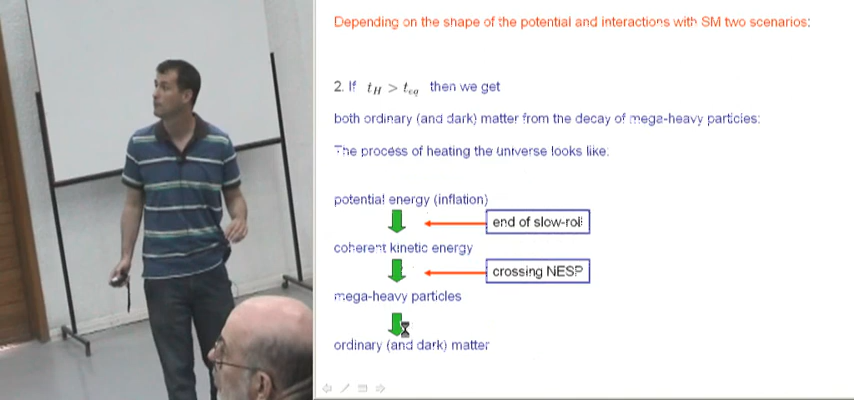 Depending on the shape of the potential and interactions with SM two scenarios:
2. If t_H > t_eq then we get
both ordinary (and dark) matter from the decay of mega-heavy particles:
The process of heating the universe looks like:
potential energy (inflation)
end of slow-roll
coherent kinetic energy
crossing NESP
mega-heavy particles
ordinary (and dark) matter